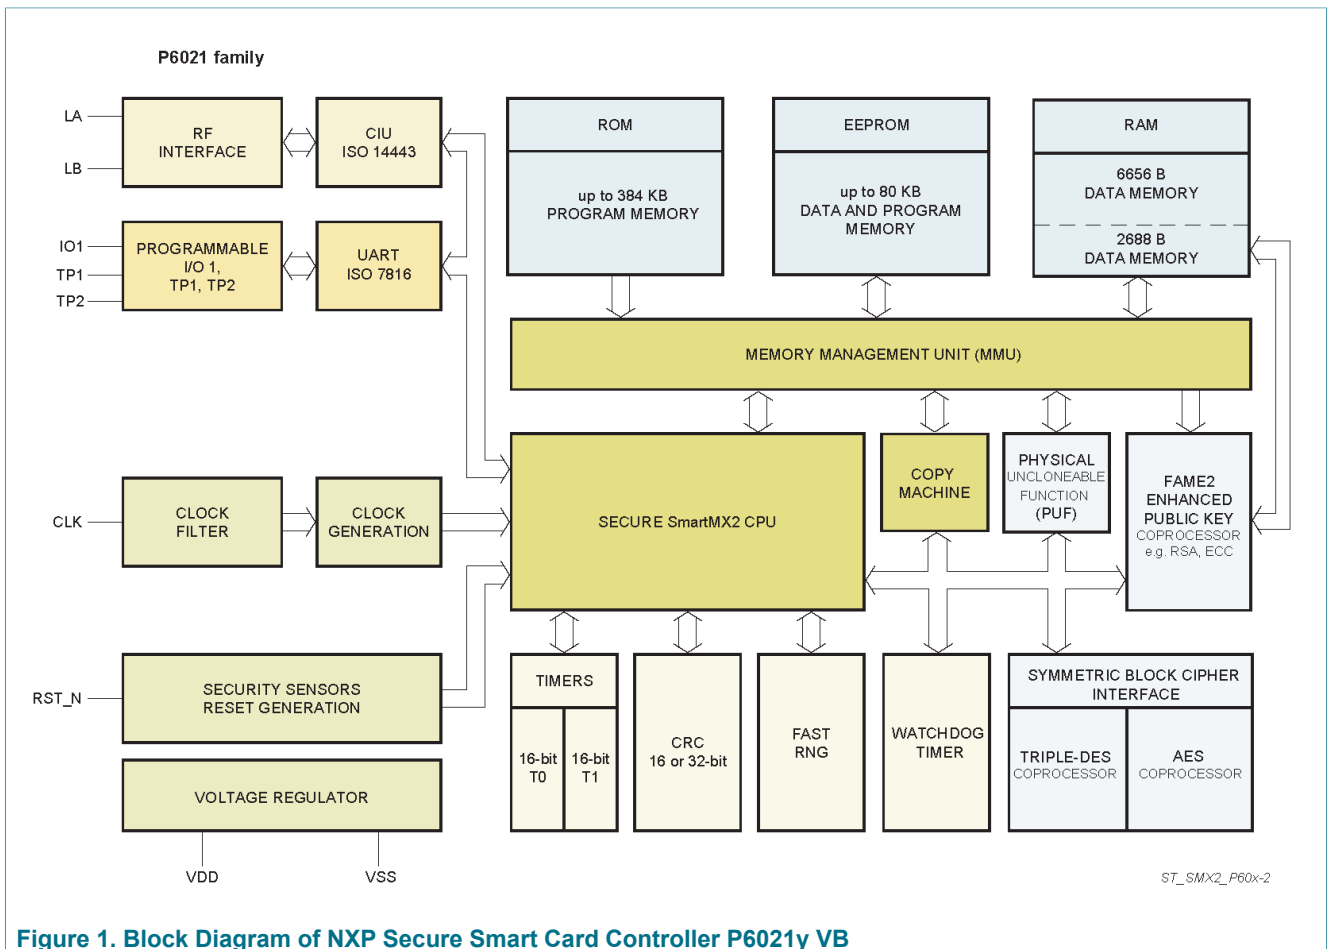 P6021 family
LA
LB
RF
INTERFACE
CIU
ISO 14443
IO1
TP1
TP2
PROGRAMMABLE
I/O 1,
TP1, TP2
UART
ISO 7816
ROM
up to 384 KB
PROGRAM MEMORY
EEPROM
up to 80 KB
DATA AND PROGRAM
MEMORY
RAM
6656 B
DATA MEMORY
2688 B
DATA MEMORY
MEMORY MANAGEMENT UNIT (MMU)
CLK
CLOCK
FILTER
CLOCK
GENERATION
SECURE SmartMX2 CPU
COPY
MACHINE
PHYSICAL
UNCLONEABLE
FUNCTION
(PUF)
FAME2
ENHANCED
PUBLIC KEY
COPROCESSOR
e.g. RSA, ECC
RST_N
SECURITY SENSORS
RESET GENERATION
VOLTAGE REGULATOR
VDD
VSS
TIMERS
16-bit
T0
16-bit
T1
CRC
16 or 32-bit
FAST
RNG
WATCHDOG
TIMER
SYMMETRIC BLOCK CIPHER
INTERFACE
TRIPLE-DES
COPROCESSOR
AES
COPROCESSOR
ST_SMX2_P60x-2
Figure 1. Block Diagram of NXP Secure Smart Card Controller P6021y VB